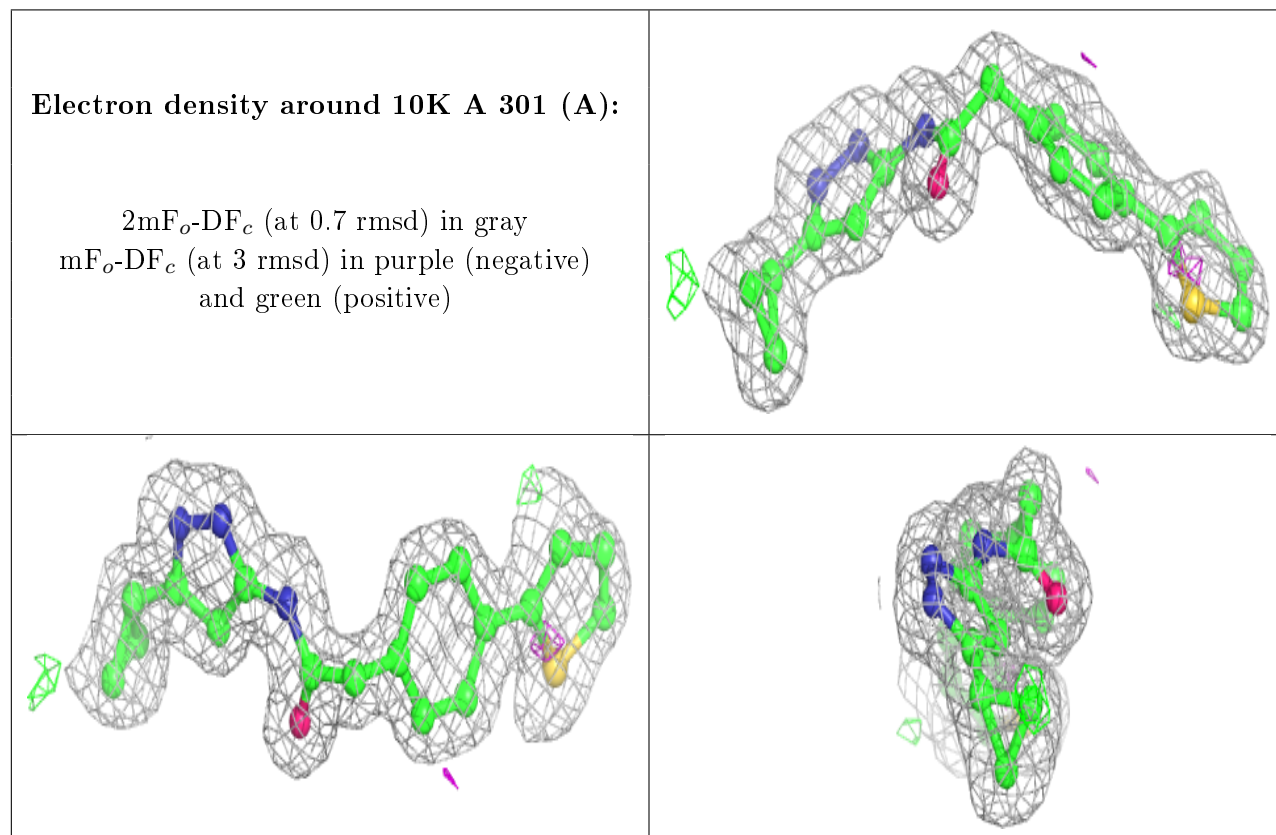 Electron density around 10K A 301 (A):
2mFₒ-DF𝒸 (at 0.7 rmsd) in gray
mFₒ-DF𝒸 (at 3 rmsd) in purple (negative)
and green (positive)